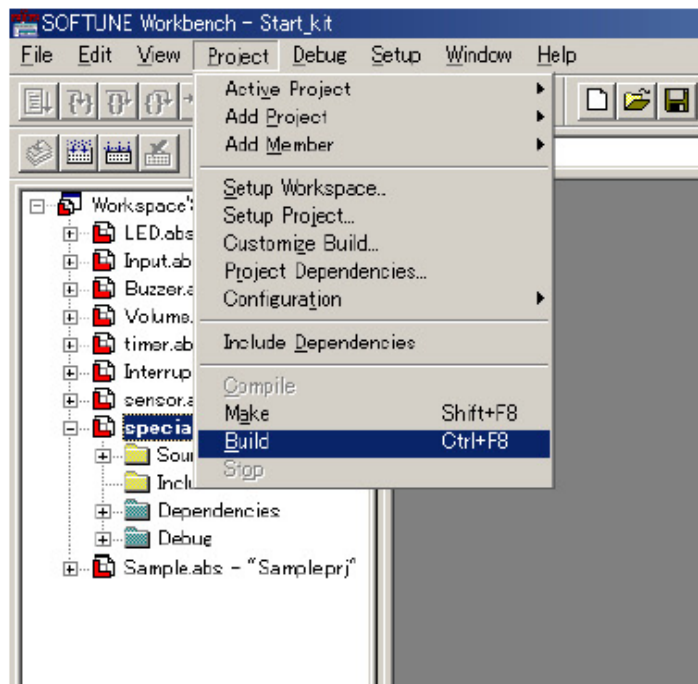 SOFTUNE Workbench - Start_kit
File Edit View Project Debug Setup Window Help
Active Project
Add Project
Add Member
Setup Workspace...
Setup Project...
Customize Build...
Project Dependencies...
Configuration
Include Dependencies
Compile
Make Shift+F8
Build Ctrl+F8
Stop
Workspace'S
LED.abs
Input.ab
Buzzer.a
Volume.
timer.ab
Interrup
sensor.a
specia
Sour
Inclu
Dependencies
Debug
Sample.abs - "Sampleprj"